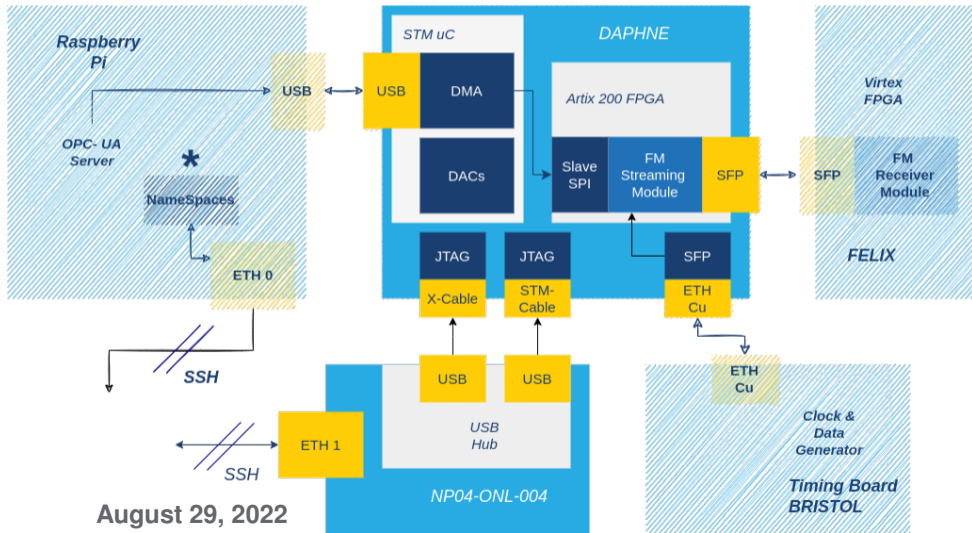 Raspberry
Pi
USB
OPC- UA
Server
*
NameSpaces
ETH 0
SSH
STM uC
USB
DMA
DACs
DAPHNE
Artix 200 FPGA
Slave
SPI
FM
Streaming
Module
SFP
JTAG
X-Cable
JTAG
STM-
Cable
SFP
ETH
Cu
Virtex
FPGA
SFP
FM
Receiver
Module
FELIX
USB
USB
USB
Hub
ETH 1
SSH
NP04-ONL-004
ETH
Cu
Clock &
Data
Generator
Timing Board
BRISTOL
August 29, 2022